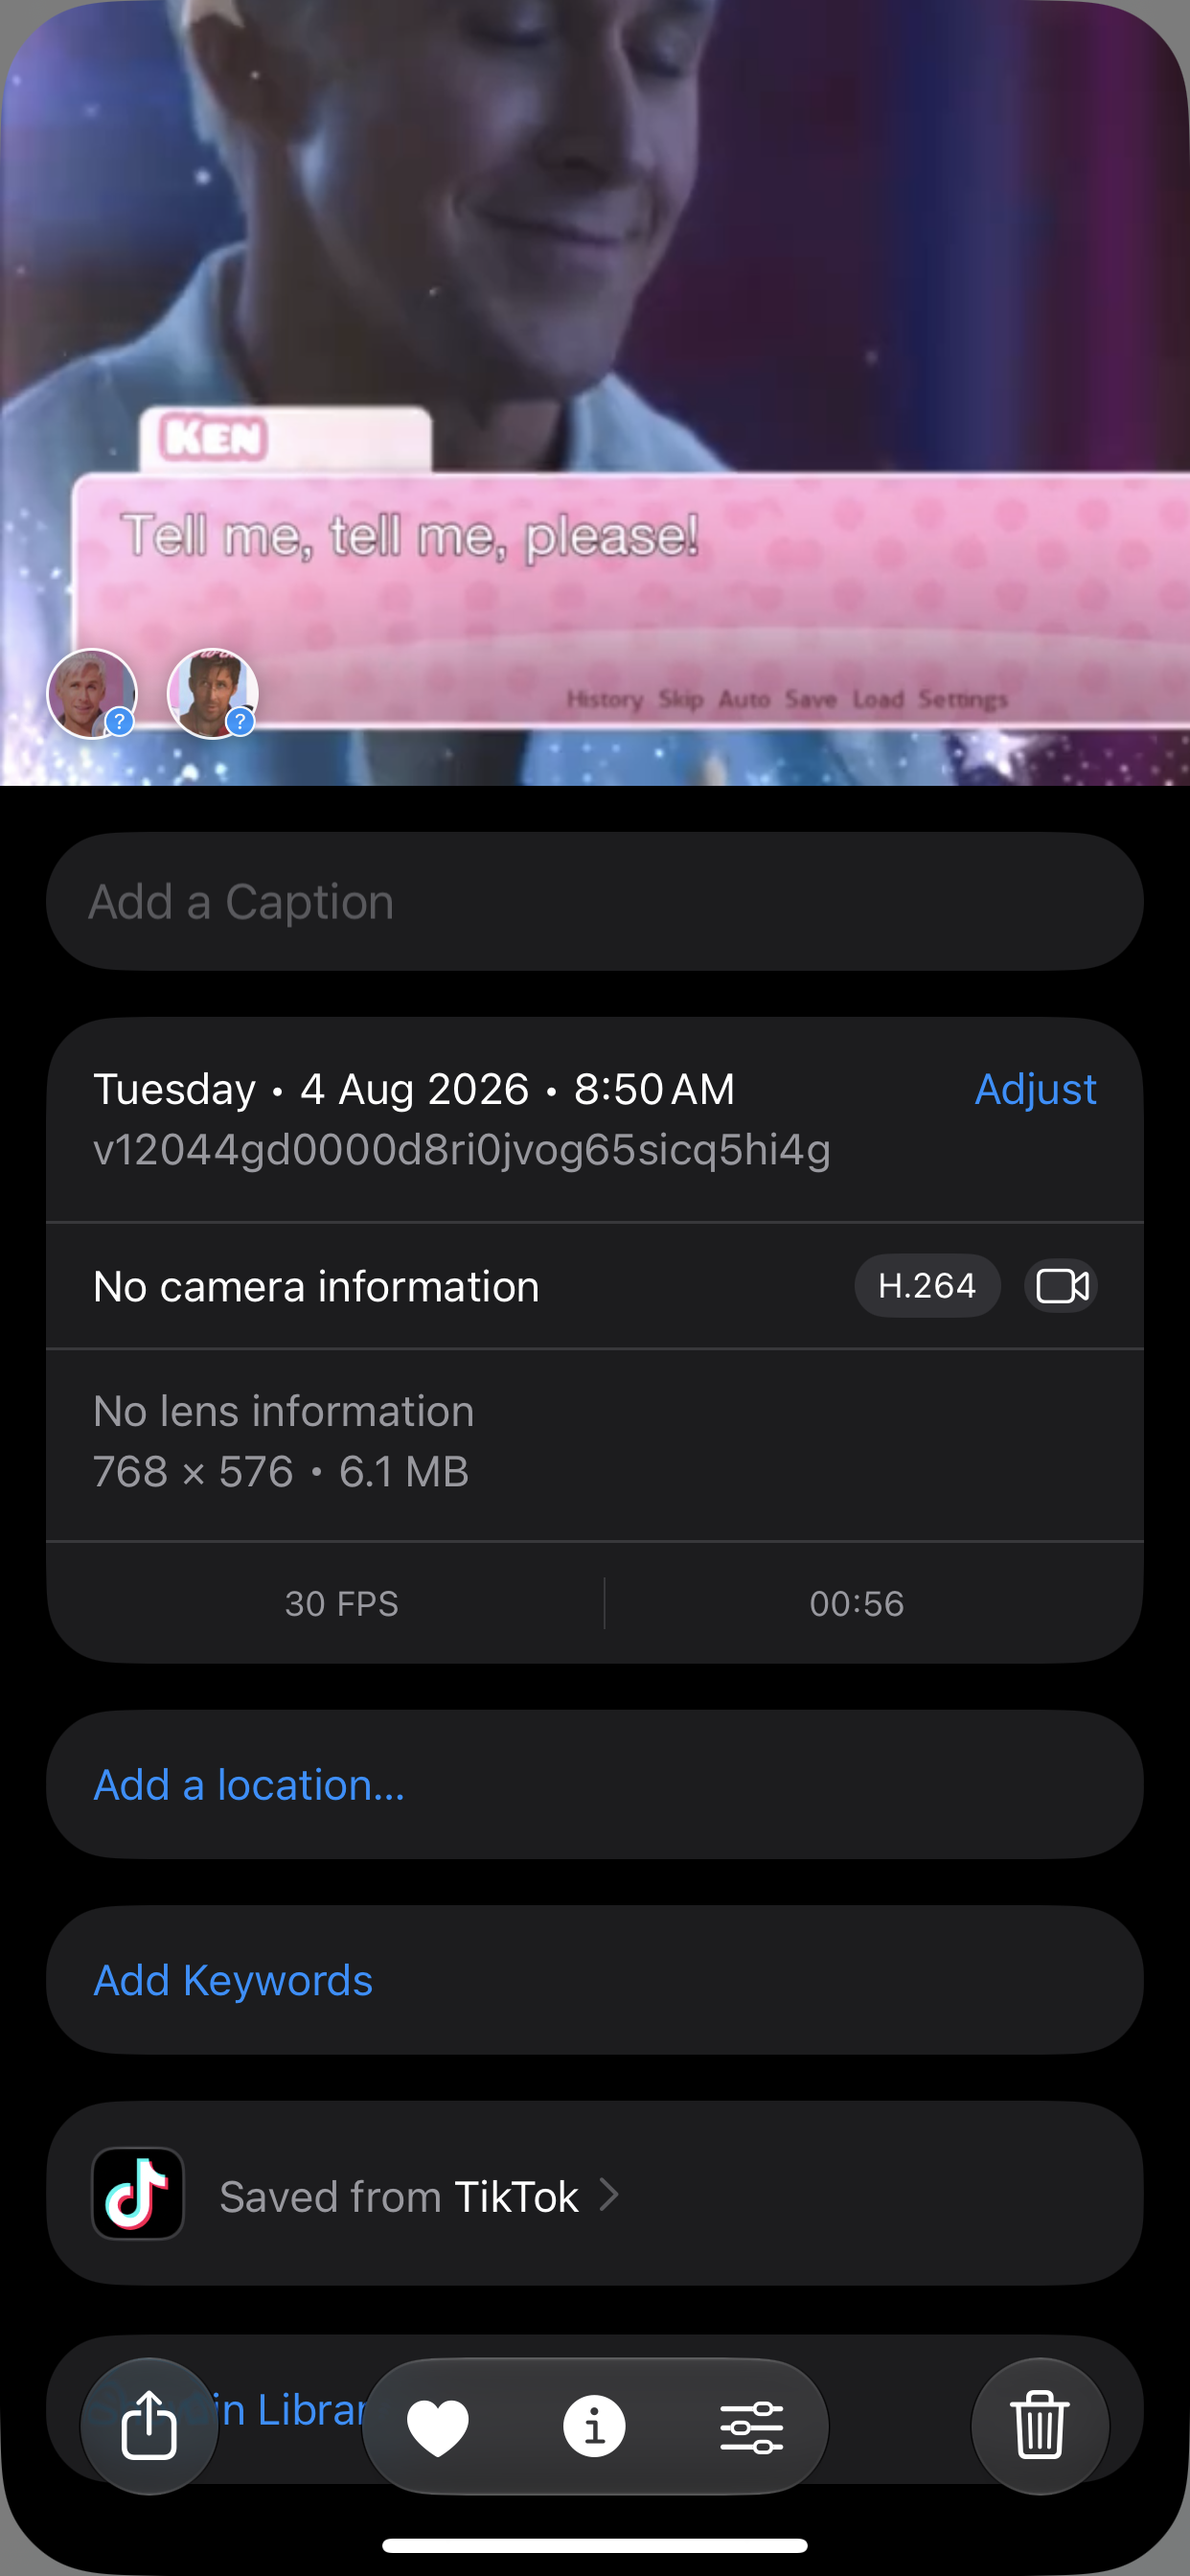 KEN
Tell me, tell me, please!
History Skip Auto Save Load Settings
? ?
Add a Caption
Tuesday • 4 Aug 2026 • 8:50 AM Adjust
v12044gd0000d8ri0jvog65sicq5hi4g
No camera information H.264
No lens information
768 × 576 • 6.1 MB
30 FPS 00:56
Add a location...
Add Keywords
Saved from TikTok
in